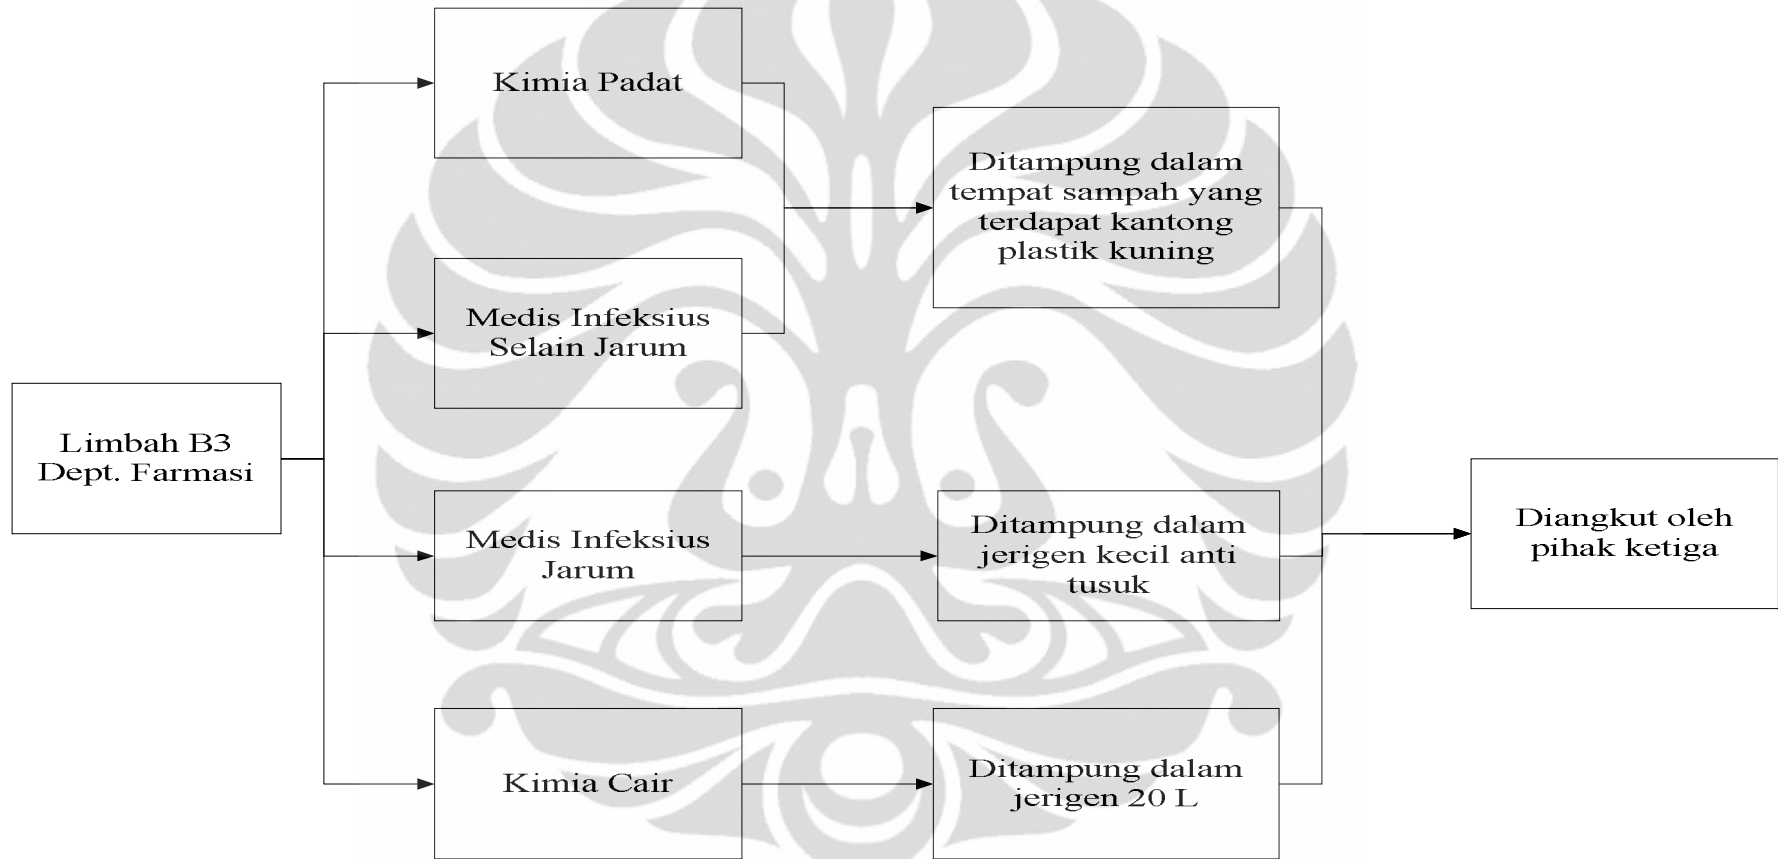 Kimia Padat
Ditampung dalam
tempat sampah yang
terdapat kantong
plastik kuning
Medis Infeksius
Selain Jarum
Limbah B3
Dept. Farmasi
Medis Infeksius
Jarum
Ditampung dalam
jerigen kecil anti
tusuk
Diangkut oleh
pihak ketiga
Kimia Cair
Ditampung dalam
jerigen 20 L